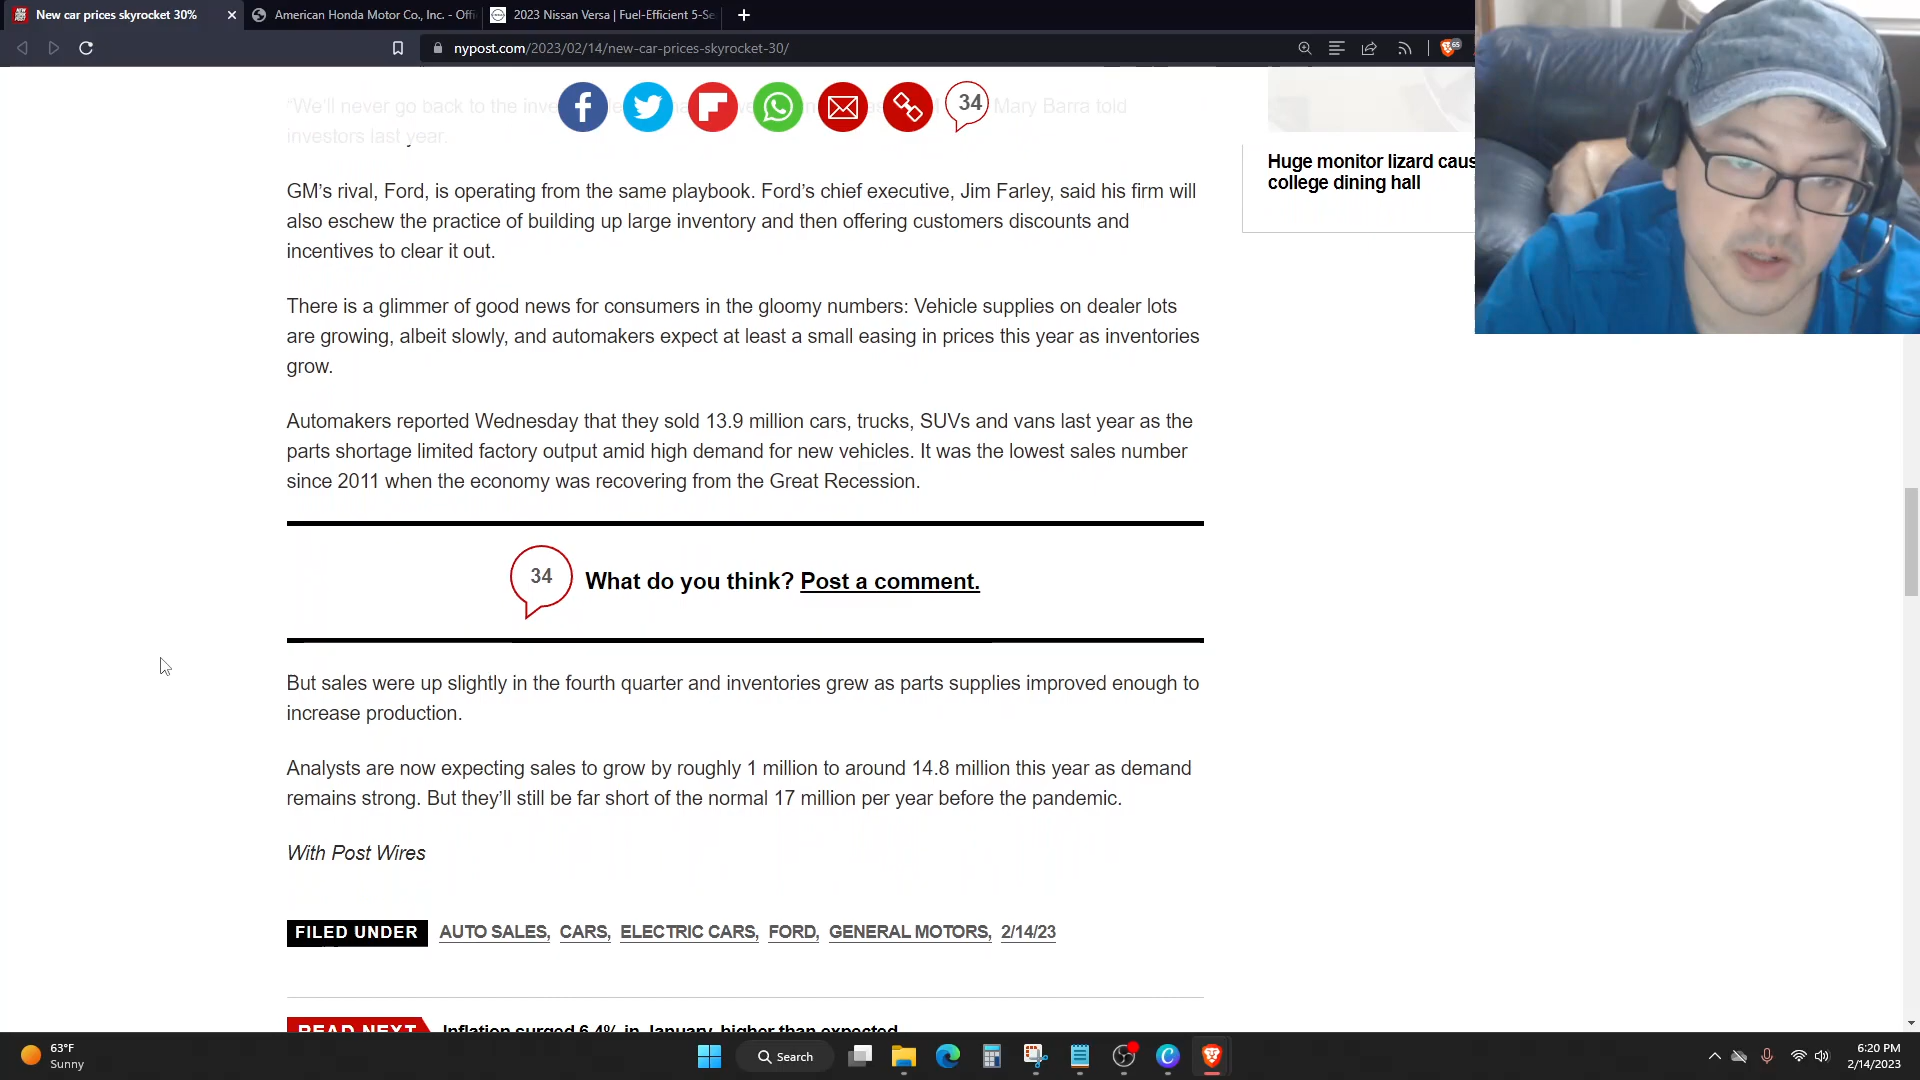 New car prices skyrocket 30%
American Honda Motor Co., Inc. - Offi
2023 Nissan Versa | Fuel-Efficient 5-Se
nypost.com/2023/02/14/new-car-prices-skyrocket-30/
65
34
“We’ll never go back to the Mary Barra told
investors last year.
GM’s rival, Ford, is operating from the same playbook. Ford’s chief executive, Jim Farley, said his firm will
also eschew the practice of building up large inventory and then offering customers discounts and
incentives to clear it out.
There is a glimmer of good news for consumers in the gloomy numbers: Vehicle supplies on dealer lots
are growing, albeit slowly, and automakers expect at least a small easing in prices this year as inventories
grow.
Automakers reported Wednesday that they sold 13.9 million cars, trucks, SUVs and vans last year as the
parts shortage limited factory output amid high demand for new vehicles. It was the lowest sales number
since 2011 when the economy was recovering from the Great Recession.
34
What do you think? Post a comment.
But sales were up slightly in the fourth quarter and inventories grew as parts supplies improved enough to
increase production.
Analysts are now expecting sales to grow by roughly 1 million to around 14.8 million this year as demand
remains strong. But they’ll still be far short of the normal 17 million per year before the pandemic.
With Post Wires
FILED UNDER AUTO SALES, CARS, ELECTRIC CARS, FORD, GENERAL MOTORS, 2/14/23
READ NEXT Inflation surged 6.4% in January, higher than expected
Huge monitor lizard caus
college dining hall
63°F
Sunny
Search
6:20 PM
2/14/2023